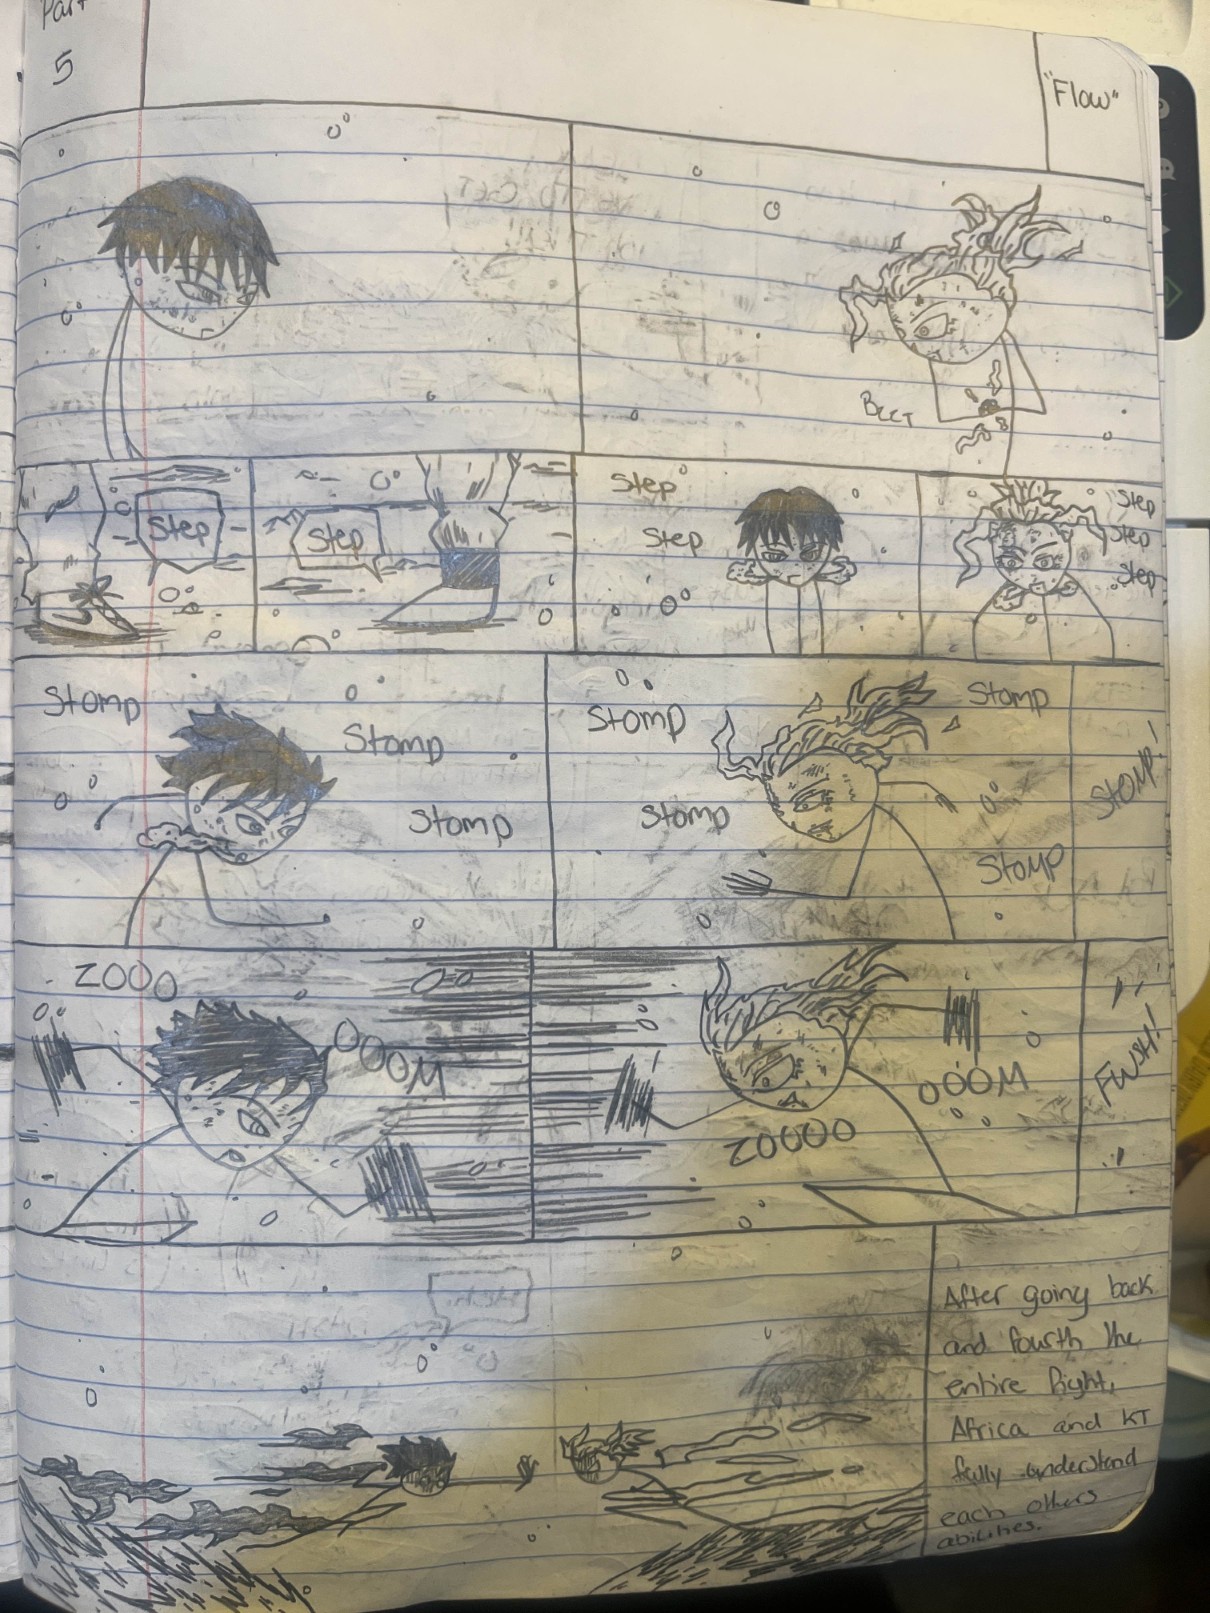 Part
5
"Flow"
Step
Step
Step
Step
Step
Step
Step
Stomp
Stomp
Stomp
Stomp
Stomp
Stomp
Stomp
STOMP!
ZOOO
OOOM
ZOOOO
OOOM
FWSH!
After going back
and fourth the
entire fight,
Africa and KT
fully understand
each others
abilities.